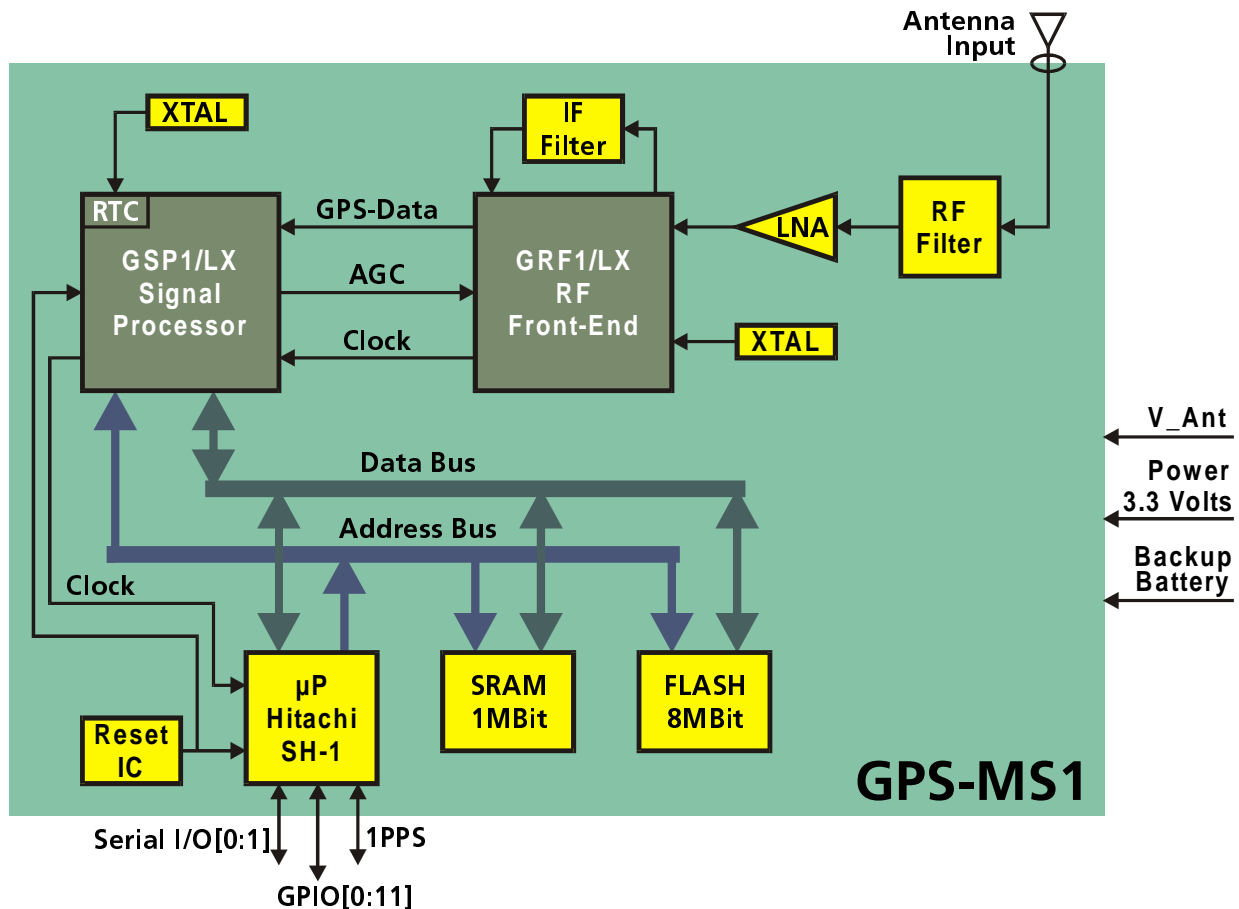 Antenna
Input
XTAL
IF
Filter
RTC
GSP1/LX
Signal
Processor
GPS-Data
AGC
Clock
GRF1/LX
RF
Front-End
LNA
RF
Filter
XTAL
V_Ant
Power
3.3 Volts
Backup
Battery
Data Bus
Address Bus
Clock
µP
Hitachi
SH-1
SRAM
1MBit
FLASH
8MBit
Reset
IC
GPS-MS1
Serial I/O[0:1]
1PPS
GPIO[0:11]